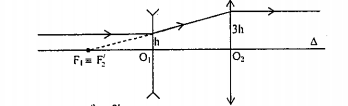 h
3h
Δ
F₁ ≡ F₂′
O₁
O₂